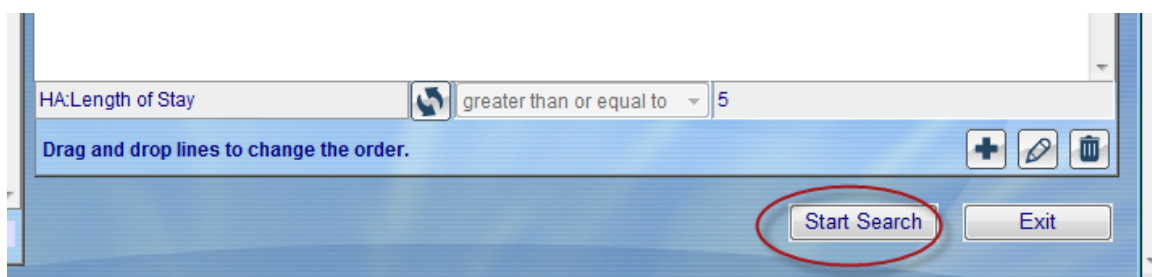 HA:Length of Stay greater than or equal to 5
Drag and drop lines to change the order.
Start Search Exit